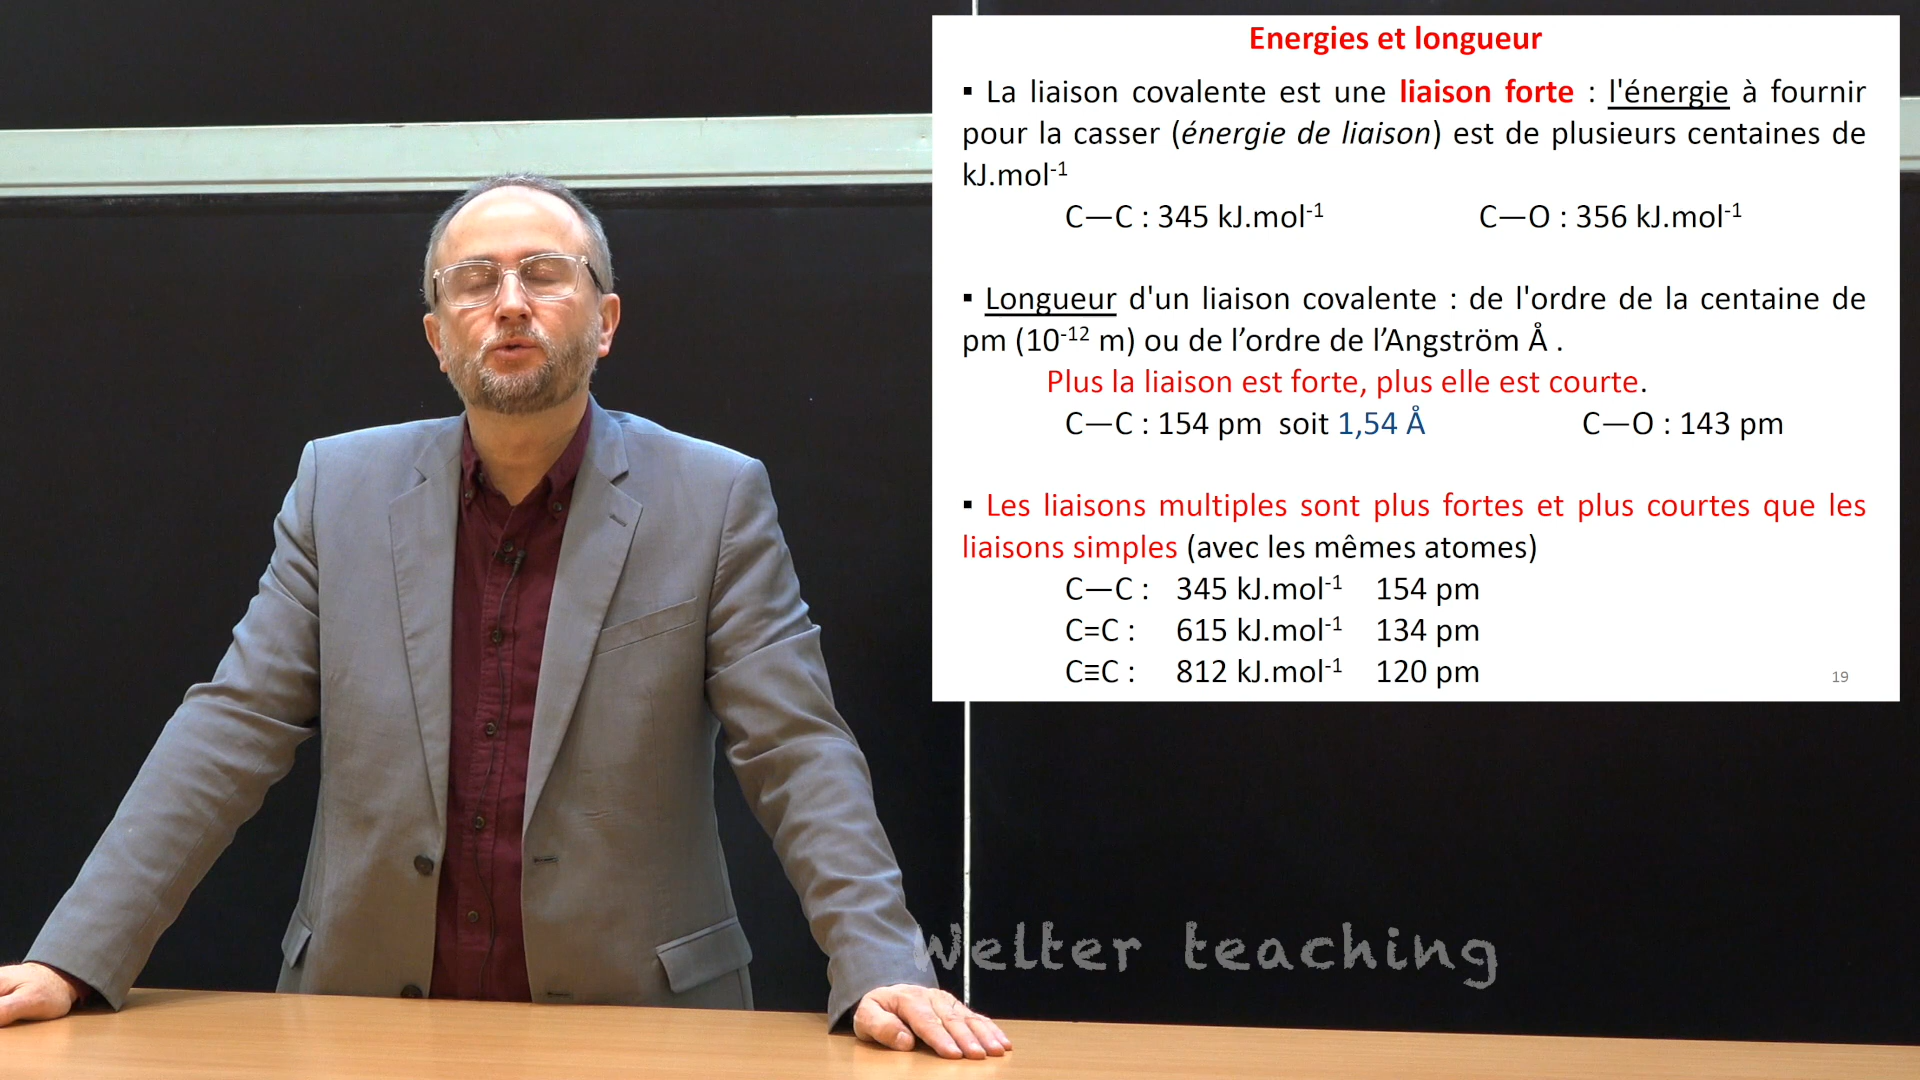 Energies et longueur
▪ La liaison covalente est une liaison forte : l'énergie à fournir
pour la casser (énergie de liaison) est de plusieurs centaines de
kJ.mol⁻¹
C—C : 345 kJ.mol⁻¹ C—O : 356 kJ.mol⁻¹
▪ Longueur d'un liaison covalente : de l'ordre de la centaine de
pm (10⁻¹² m) ou de l’ordre de l’Angström Å .
Plus la liaison est forte, plus elle est courte.
C—C : 154 pm soit 1,54 Å C—O : 143 pm
▪ Les liaisons multiples sont plus fortes et plus courtes que les
liaisons simples (avec les mêmes atomes)
C—C : 345 kJ.mol⁻¹ 154 pm
C=C : 615 kJ.mol⁻¹ 134 pm
C≡C : 812 kJ.mol⁻¹ 120 pm
19
Welter teaching